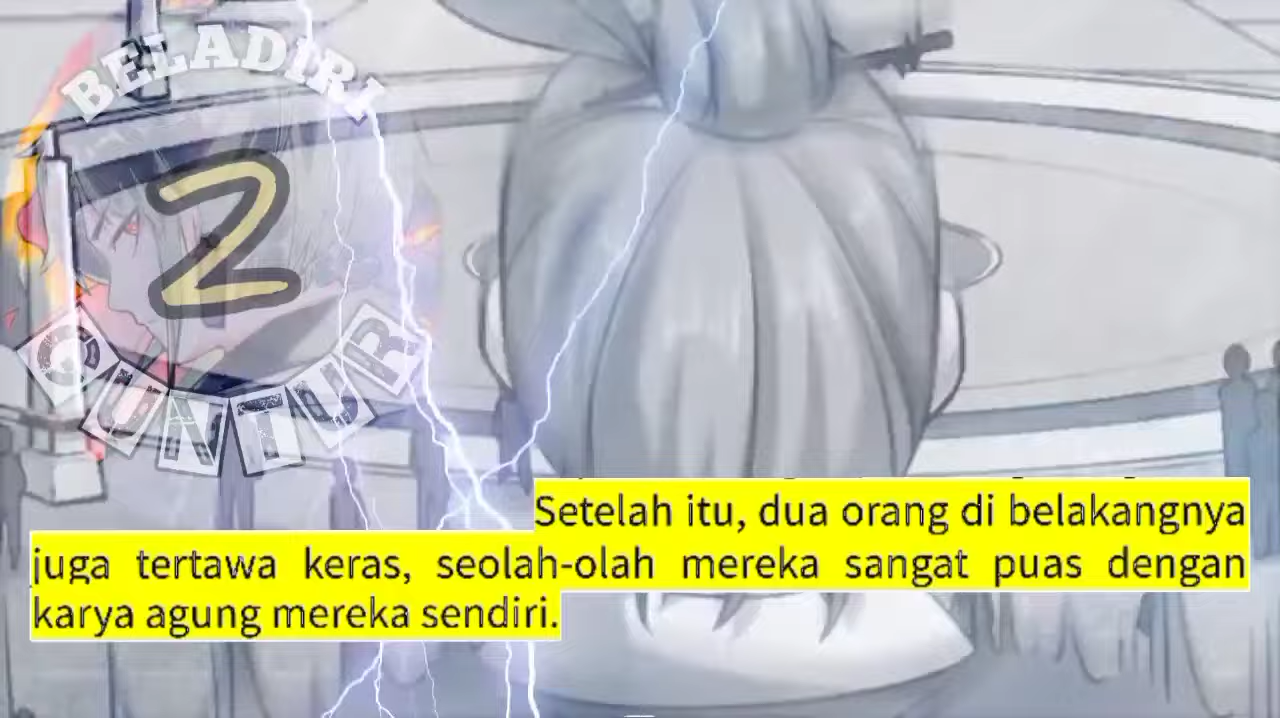 BELADIRI
2
GUNTUR
Setelah itu, dua orang di belakangnya
juga tertawa keras, seolah-olah mereka sangat puas dengan
karya agung mereka sendiri.